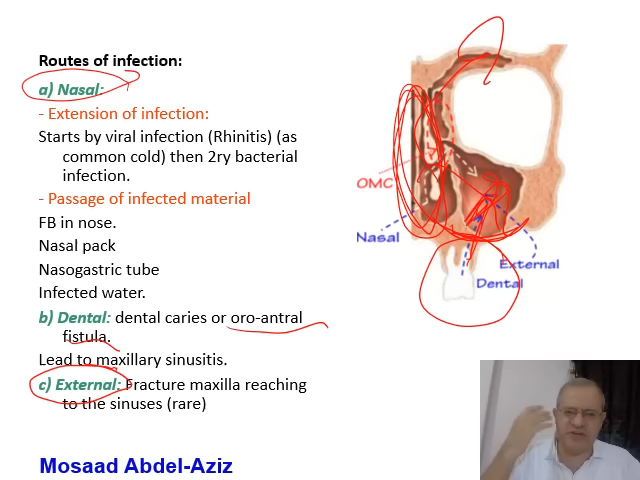 Routes of infection:
a) Nasal:
- Extension of infection:
Starts by viral infection (Rhinitis) (as
common cold) then 2ry bacterial
infection.
- Passage of infected material
FB in nose.
Nasal pack
Nasogastric tube
Infected water.
b) Dental: dental caries or oro-antral
fistula.
Lead to maxillary sinusitis.
c) External: Fracture maxilla reaching
to the sinuses (rare)
Mosaad Abdel-Aziz
OMC
Nasal
External
Dental